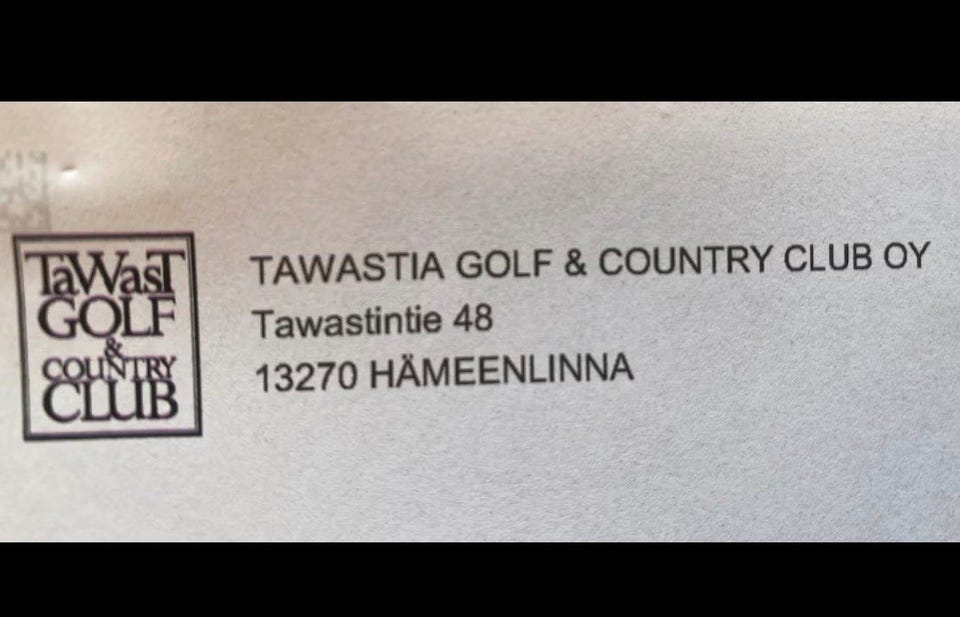 TaWasT
GOLF
&
COUNTRY
CLUB
TAWASTIA GOLF & COUNTRY CLUB OY
Tawastintie 48
13270 HÄMEENLINNA